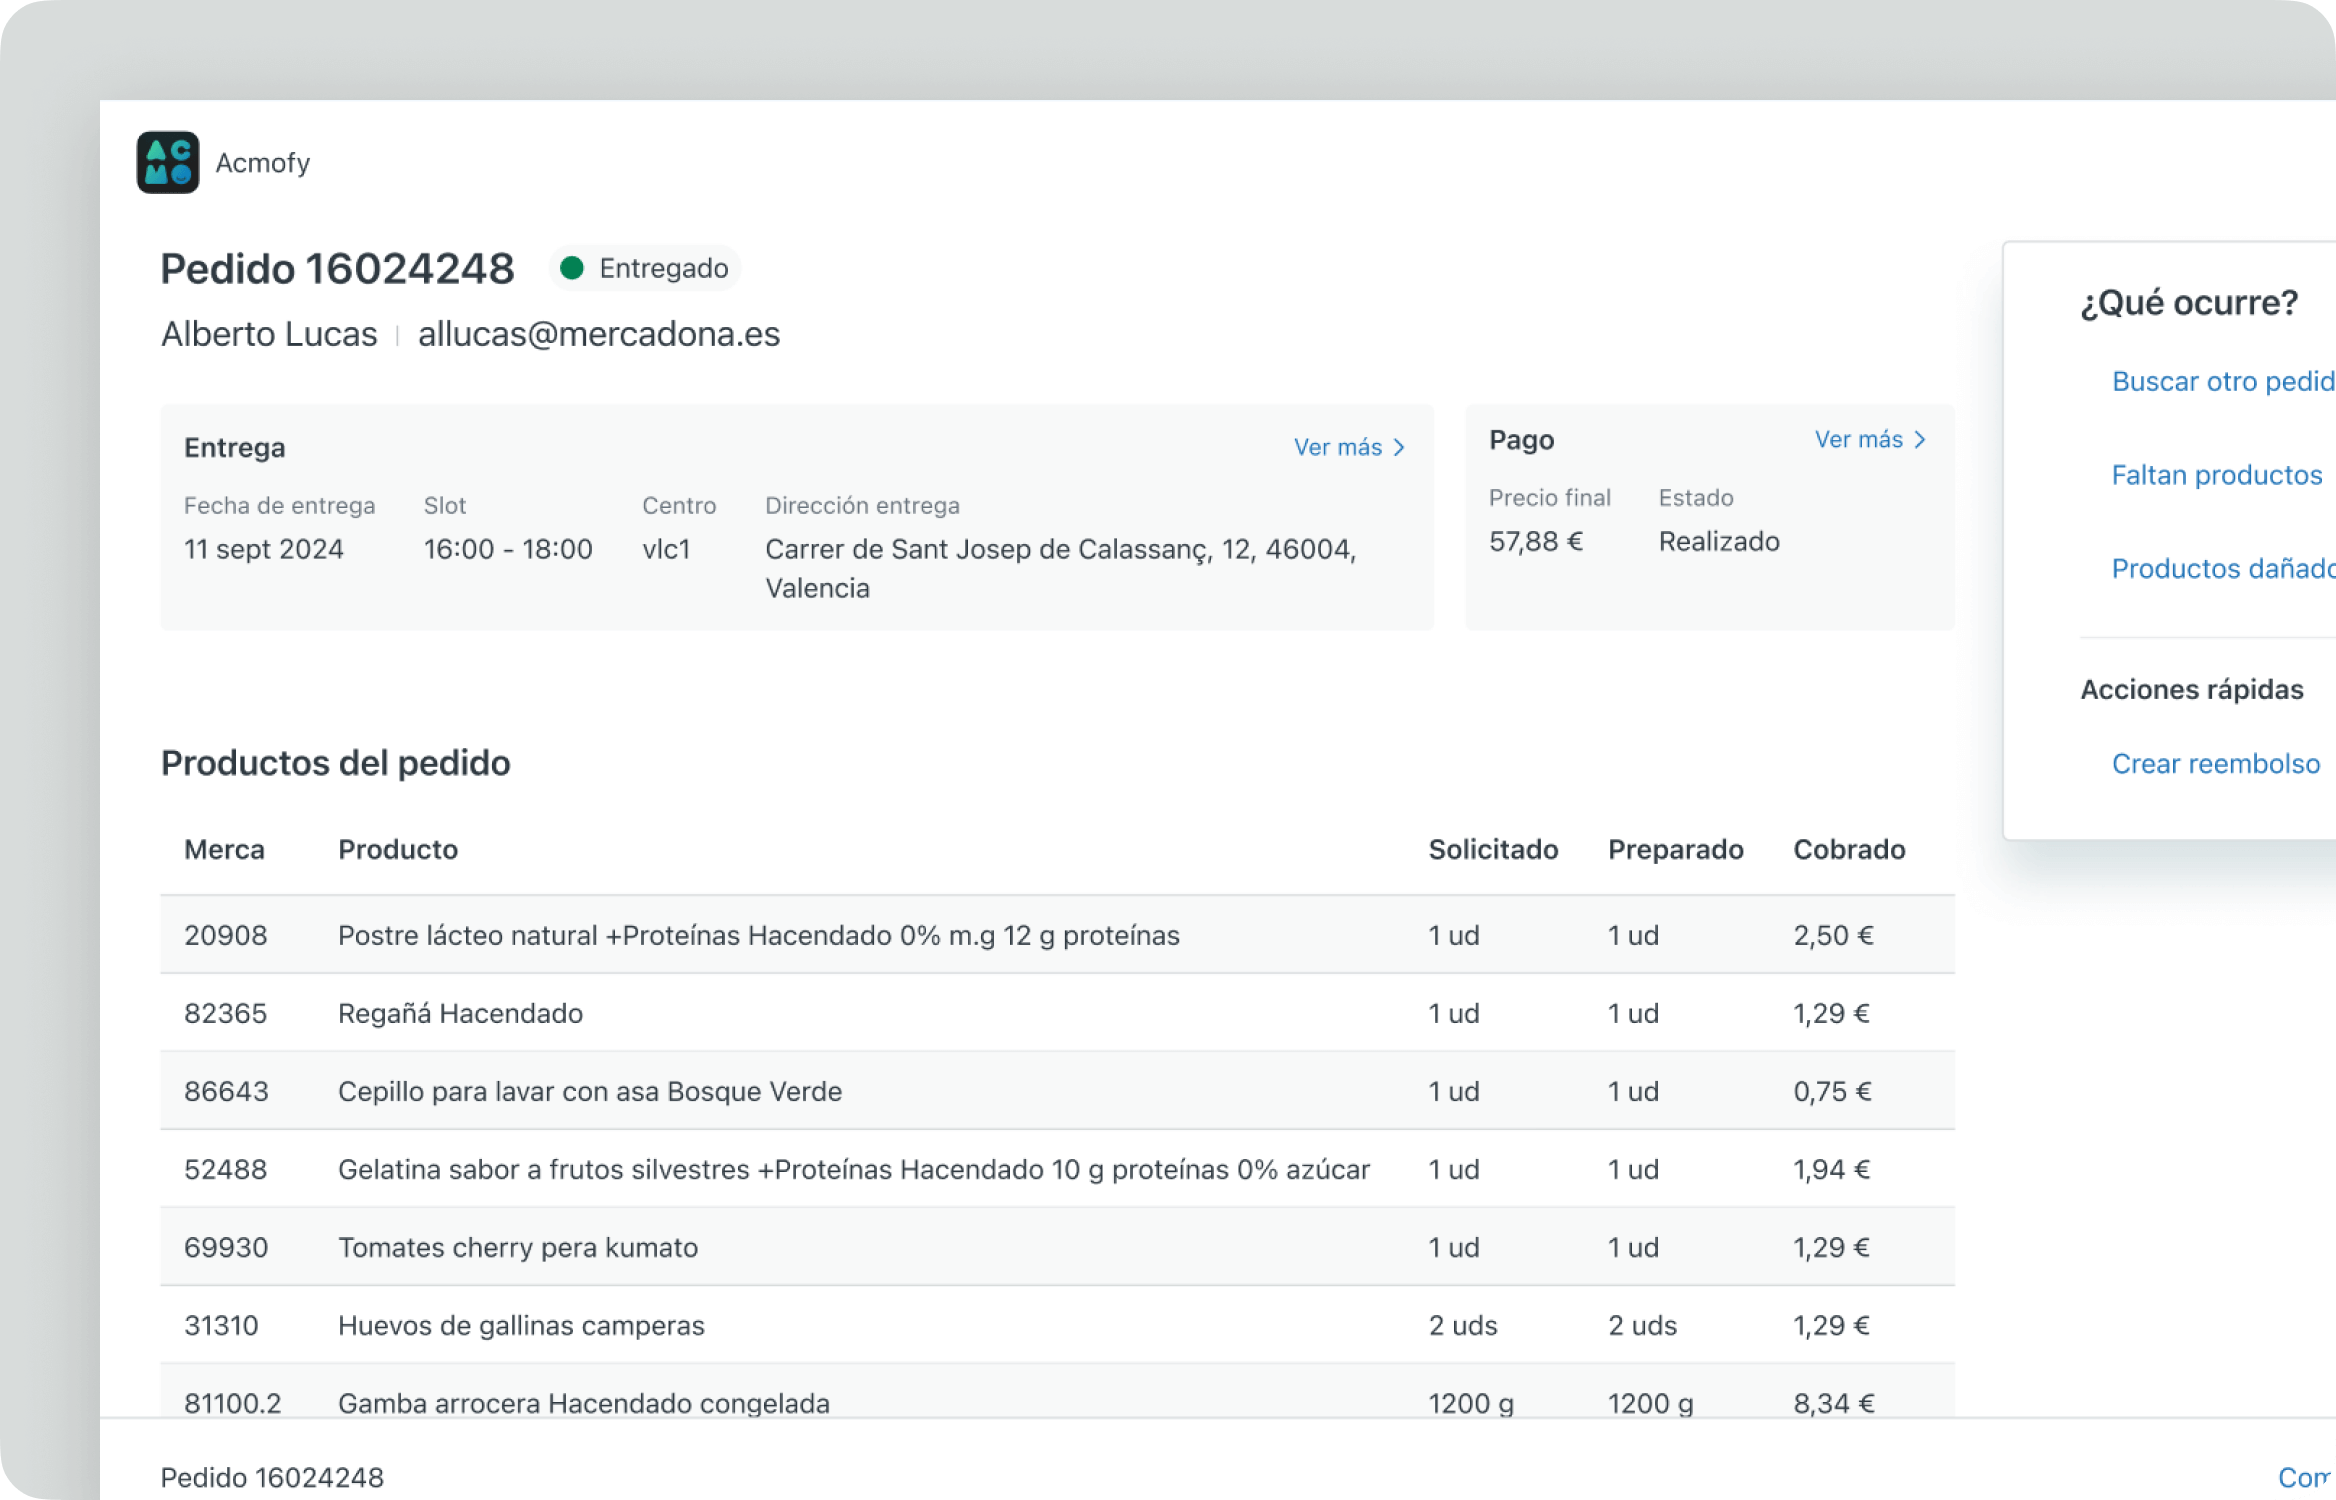 AC
MO
Acmofy
Pedido 16024248
Entregado
Alberto Lucas | allucas@mercadona.es
Entrega
Ver más
Fecha de entrega Slot Centro Dirección entrega
11 sept 2024 16:00 - 18:00 vlc1 Carrer de Sant Josep de Calassanç, 12, 46004,
Valencia
Pago
Ver más
Precio final Estado
57,88 € Realizado
¿Qué ocurre?
Buscar otro pedid
Faltan productos
Productos dañado
Acciones rápidas
Crear reembolso
Productos del pedido
Merca Producto Solicitado Preparado Cobrado
20908 Postre lácteo natural +Proteínas Hacendado 0% m.g 12 g proteínas 1 ud 1 ud 2,50 €
82365 Regañá Hacendado 1 ud 1 ud 1,29 €
86643 Cepillo para lavar con asa Bosque Verde 1 ud 1 ud 0,75 €
52488 Gelatina sabor a frutos silvestres +Proteínas Hacendado 10 g proteínas 0% azúcar 1 ud 1 ud 1,94 €
69930 Tomates cherry pera kumato 1 ud 1 ud 1,29 €
31310 Huevos de gallinas camperas 2 uds 2 uds 1,29 €
81100.2 Gamba arrocera Hacendado congelada 1200 g 1200 g 8,34 €
Pedido 16024248